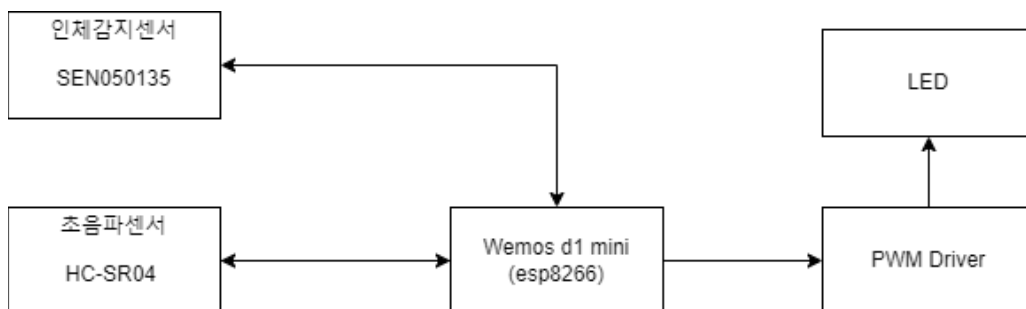 인체감지센서
SEN050135
LED
초음파센서
HC-SR04
Wemos d1 mini
(esp8266)
PWM Driver